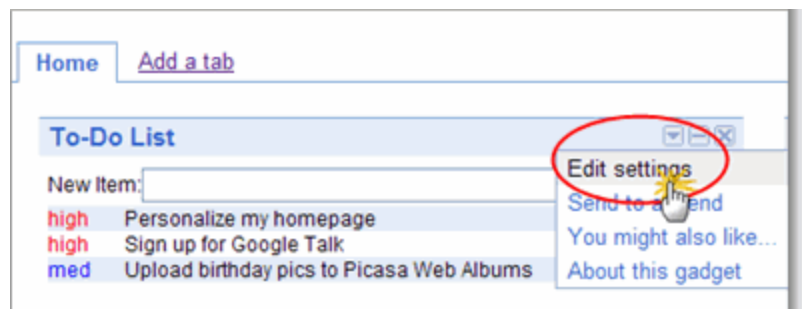 Home Add a tab
To-Do List
Edit settings
New Item:
Send to a end
high Personalize my homepage
You might also like...
high Sign up for Google Talk
med Upload birthday pics to Picasa Web Albums
About this gadget